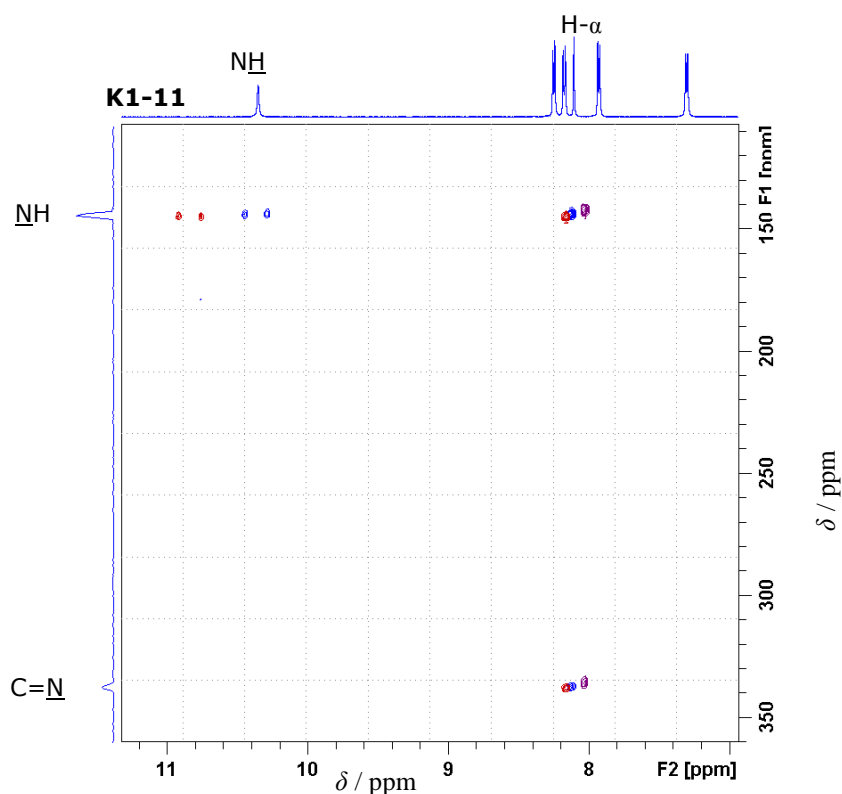 H-α
NH
K1-11
NH
C=N
F1 [ppm]
150
200
250
300
350
δ / ppm
11
10
9
8
F2 [ppm]
δ / ppm